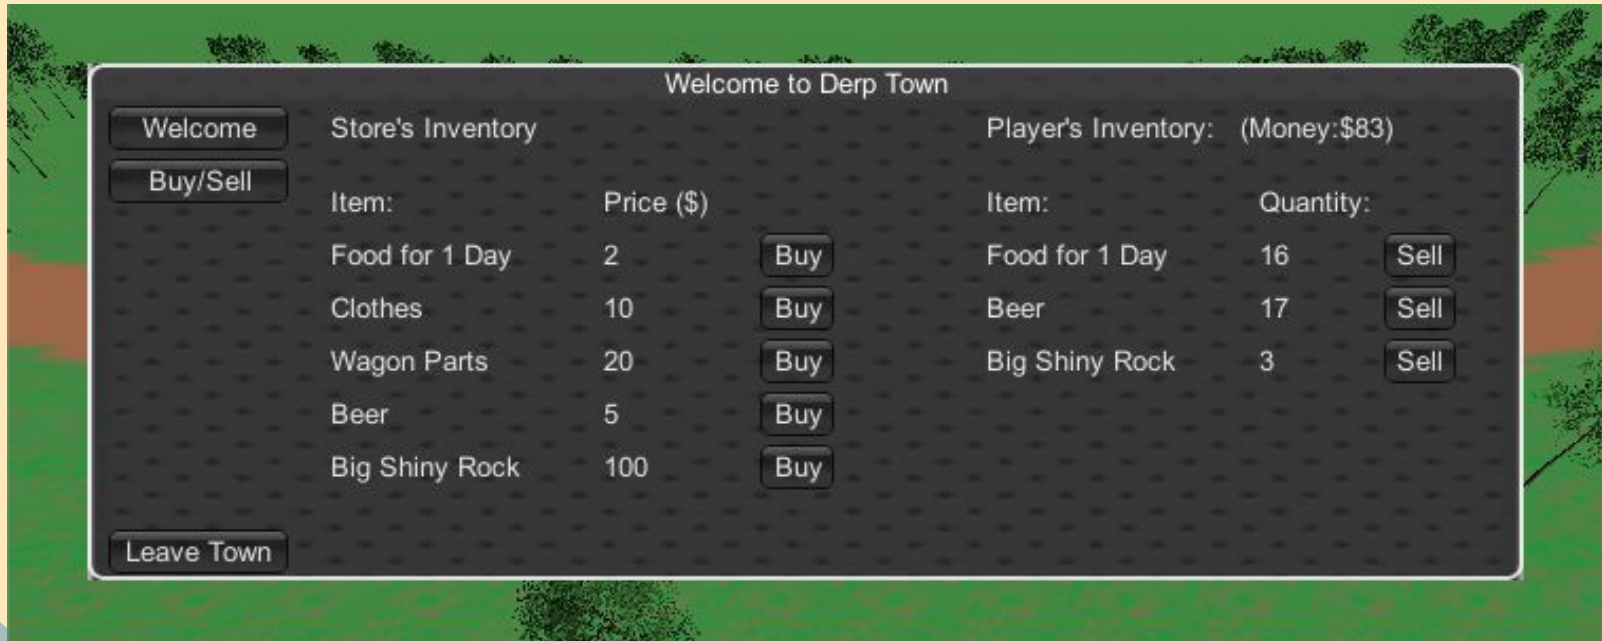 Welcome to Derp Town
Welcome Store's Inventory Player's Inventory: (Money:$83)
Buy/Sell
Item: Price ($) Item: Quantity:
Food for 1 Day 2 Buy Food for 1 Day 16 Sell
Clothes 10 Buy Beer 17 Sell
Wagon Parts 20 Buy Big Shiny Rock 3 Sell
Beer 5 Buy
Big Shiny Rock 100 Buy
Leave Town